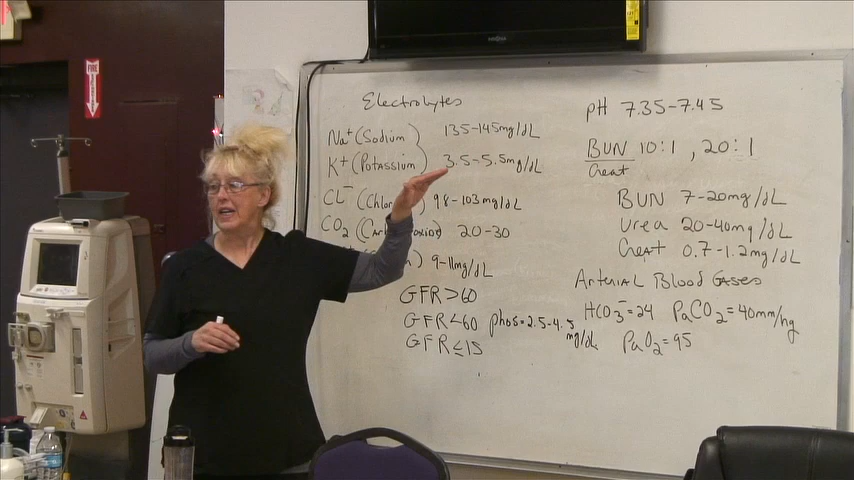 FIRE
Electrolytes
Na⁺ (Sodium) 135-145mg/dL
K⁺ (Potassium) 3.5-5.5mg/dL
CL⁻ (Chlo ) 98-103mg/dL
CO₂ (Car 20-30
) 9-11mg/dL
GFR>60
GFR<60 phos=2.5-4.5 mg/dL
GFR≤15
pH 7.35-7.45
BUN 10:1, 20:1
Creat
BUN 7-20mg/dL
Urea 20-40mg/dL
Creat 0.7-1.2mg/dL
Arterial Blood Gases
HCO₃⁻=24 PaCO₂=40mm/hg
PaO₂=95